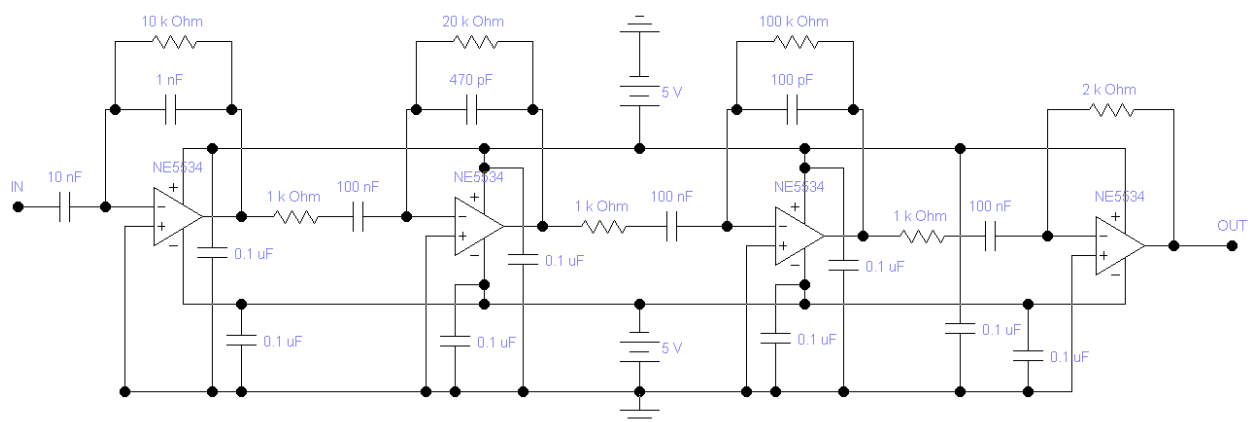 10 k Ohm
20 k Ohm
100 k Ohm
1 nF
470 pF
100 pF
5 V
2 k Ohm
NE5534
NE5534
NE5534
NE5534
IN
10 nF
1 k Ohm
100 nF
1 k Ohm
100 nF
1 k Ohm
100 nF
OUT
0.1 uF
0.1 uF
0.1 uF
0.1 uF
0.1 uF
5 V
0.1 uF
0.1 uF
0.1 uF